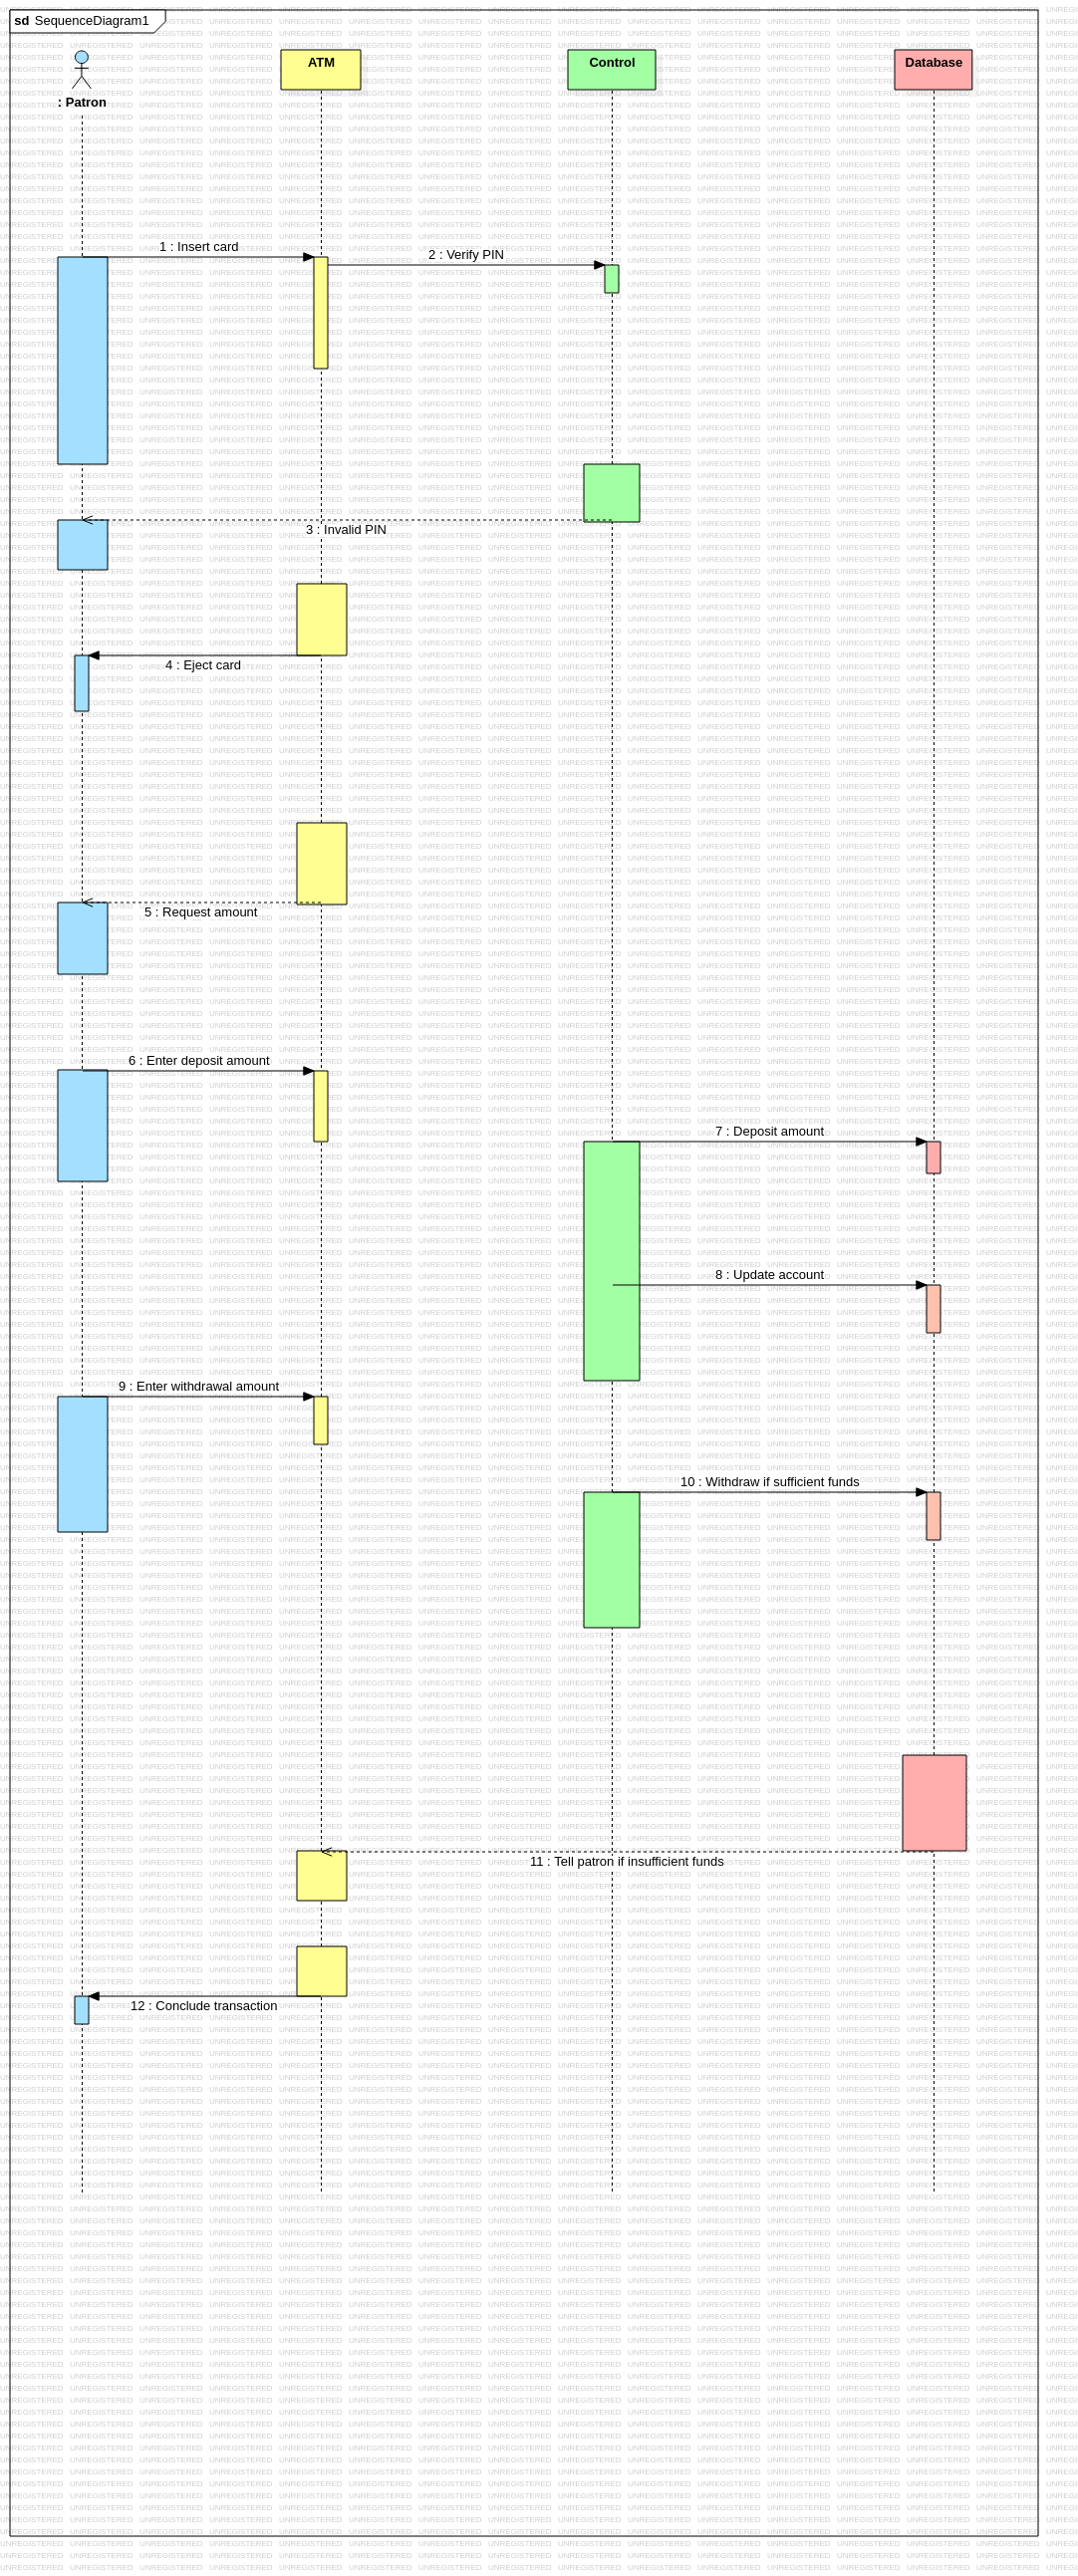 sd SequenceDiagram1
: Patron
ATM
Control
Database
1 : Insert card
2 : Verify PIN
3 : Invalid PIN
4 : Eject card
5 : Request amount
6 : Enter deposit amount
7 : Deposit amount
8 : Update account
9 : Enter withdrawal amount
10 : Withdraw if sufficient funds
11 : Tell patron if insufficient funds
12 : Conclude transaction
UNREGISTERED